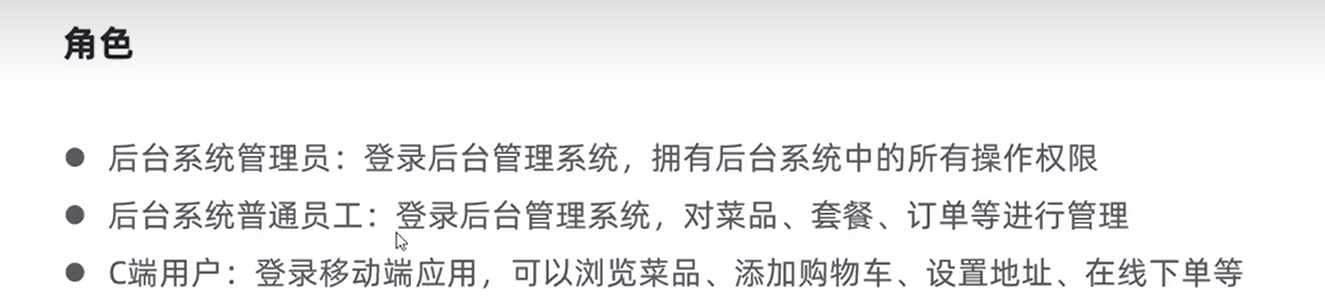 角色
● 后台系统管理员：登录后台管理系统，拥有后台系统中的所有操作权限
● 后台系统普通员工：登录后台管理系统，对菜品、套餐、订单等进行管理
● C端用户：登录移动端应用，可以浏览菜品、添加购物车、设置地址、在线下单等